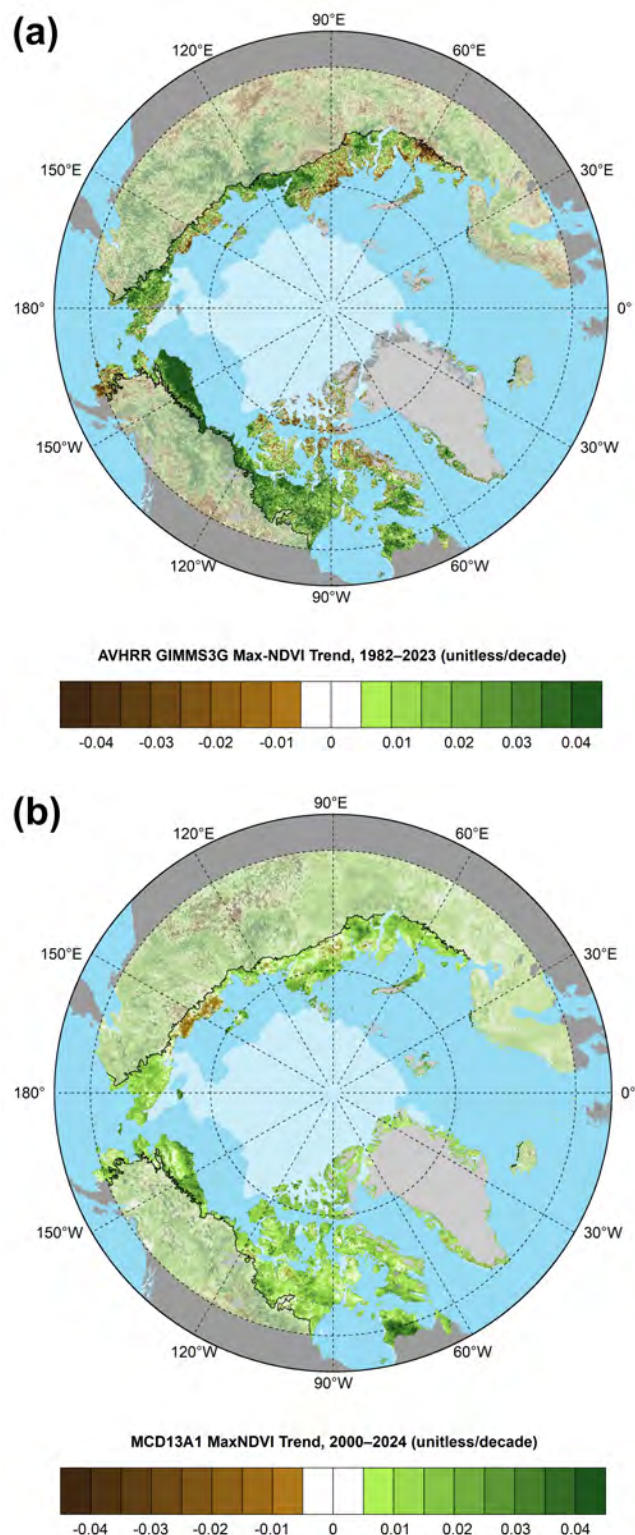 (a)
90°E
120°E
60°E
150°E
30°E
180°
0°
150°W
30°W
120°W
60°W
90°W
AVHRR GIMMS3G Max-NDVI Trend, 1982–2023 (unitless/decade)
-0.04 -0.03 -0.02 -0.01 0 0.01 0.02 0.03 0.04
(b)
90°E
120°E
60°E
150°E
30°E
180°
0°
150°W
30°W
120°W
60°W
90°W
MCD13A1 MaxNDVI Trend, 2000–2024 (unitless/decade)
-0.04 -0.03 -0.02 -0.01 0 0.01 0.02 0.03 0.04